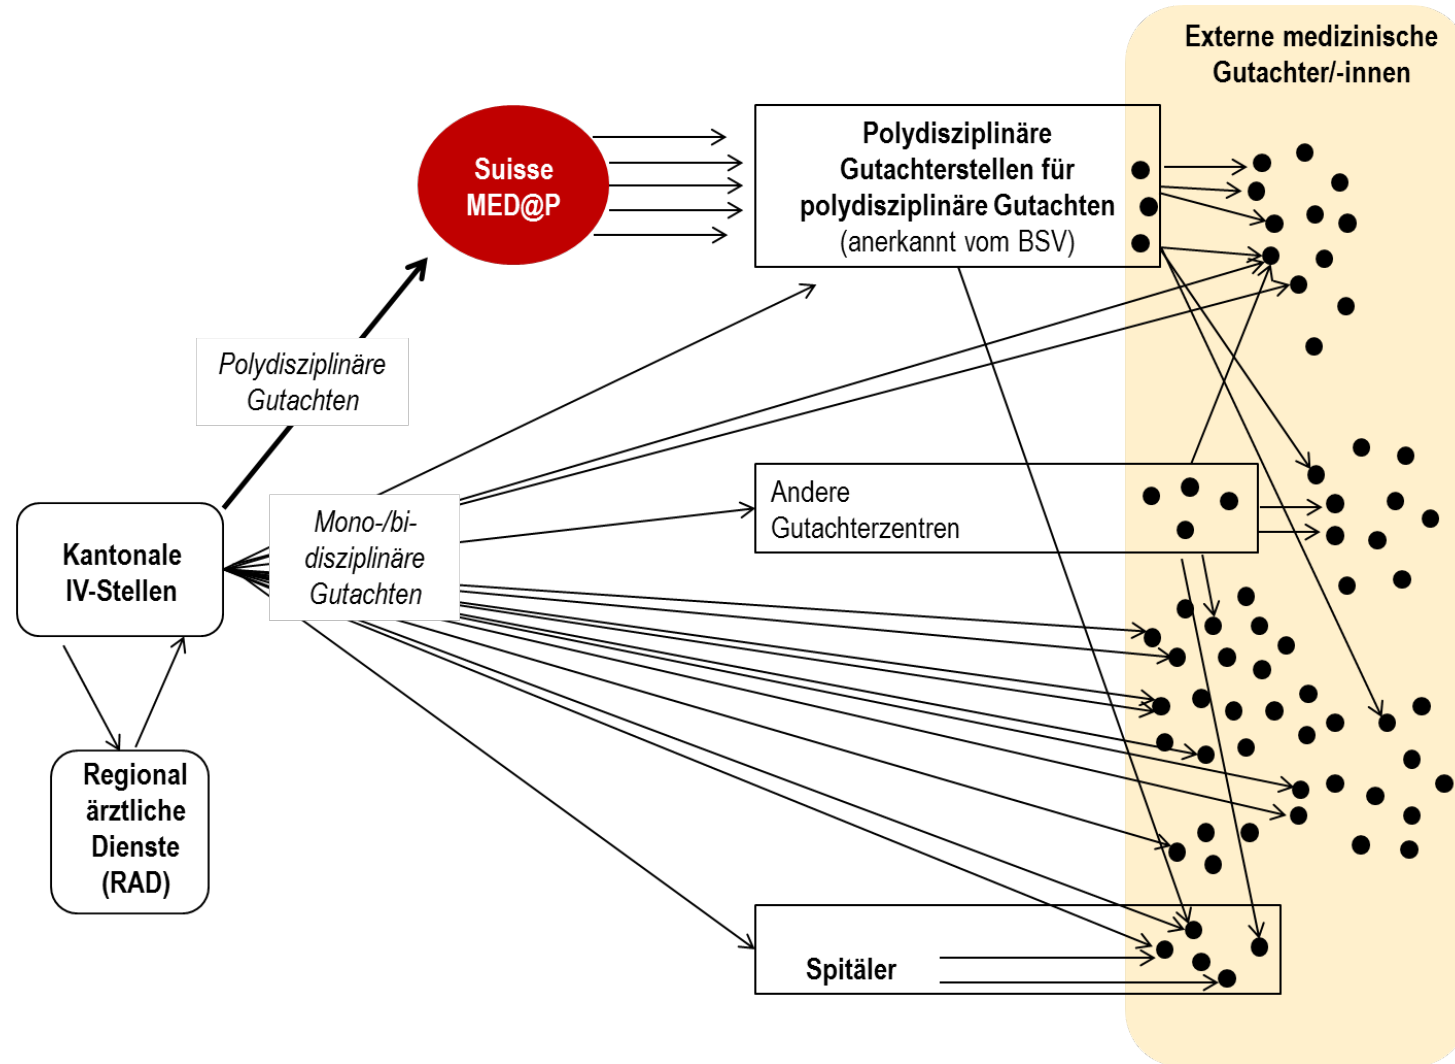 Externe medizinische
Gutachter/-innen
Suisse
MED@P
Polydisziplinäre
Gutachterstellen für
polydisziplinäre Gutachten
(anerkannt vom BSV)
Polydisziplinäre
Gutachten
Mono-/bi-
disziplinäre
Gutachten
Andere
Gutachterzentren
Kantonale
IV-Stellen
Regional
ärztliche
Dienste
(RAD)
Spitäler